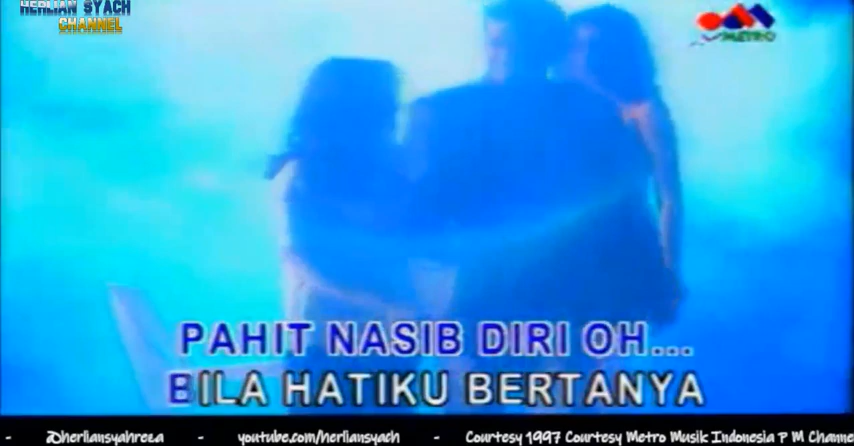 HERLIAN SYACH
CHANNEL
METRO
PAHIT NASIB DIRI OH...
BILA HATIKU BERTANYA
- @herliansyahreza - youtube.com/herliansyach - Courtesy 1997 Courtesy Metro Musik Indonesia P M Channe